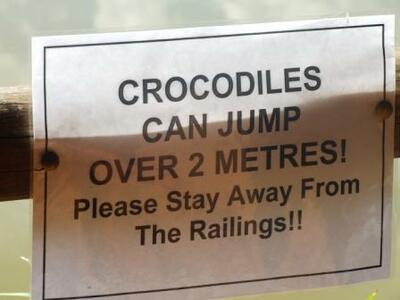 CROCODILES
CAN JUMP
OVER 2 METRES!
Please Stay Away From
The Railings!!